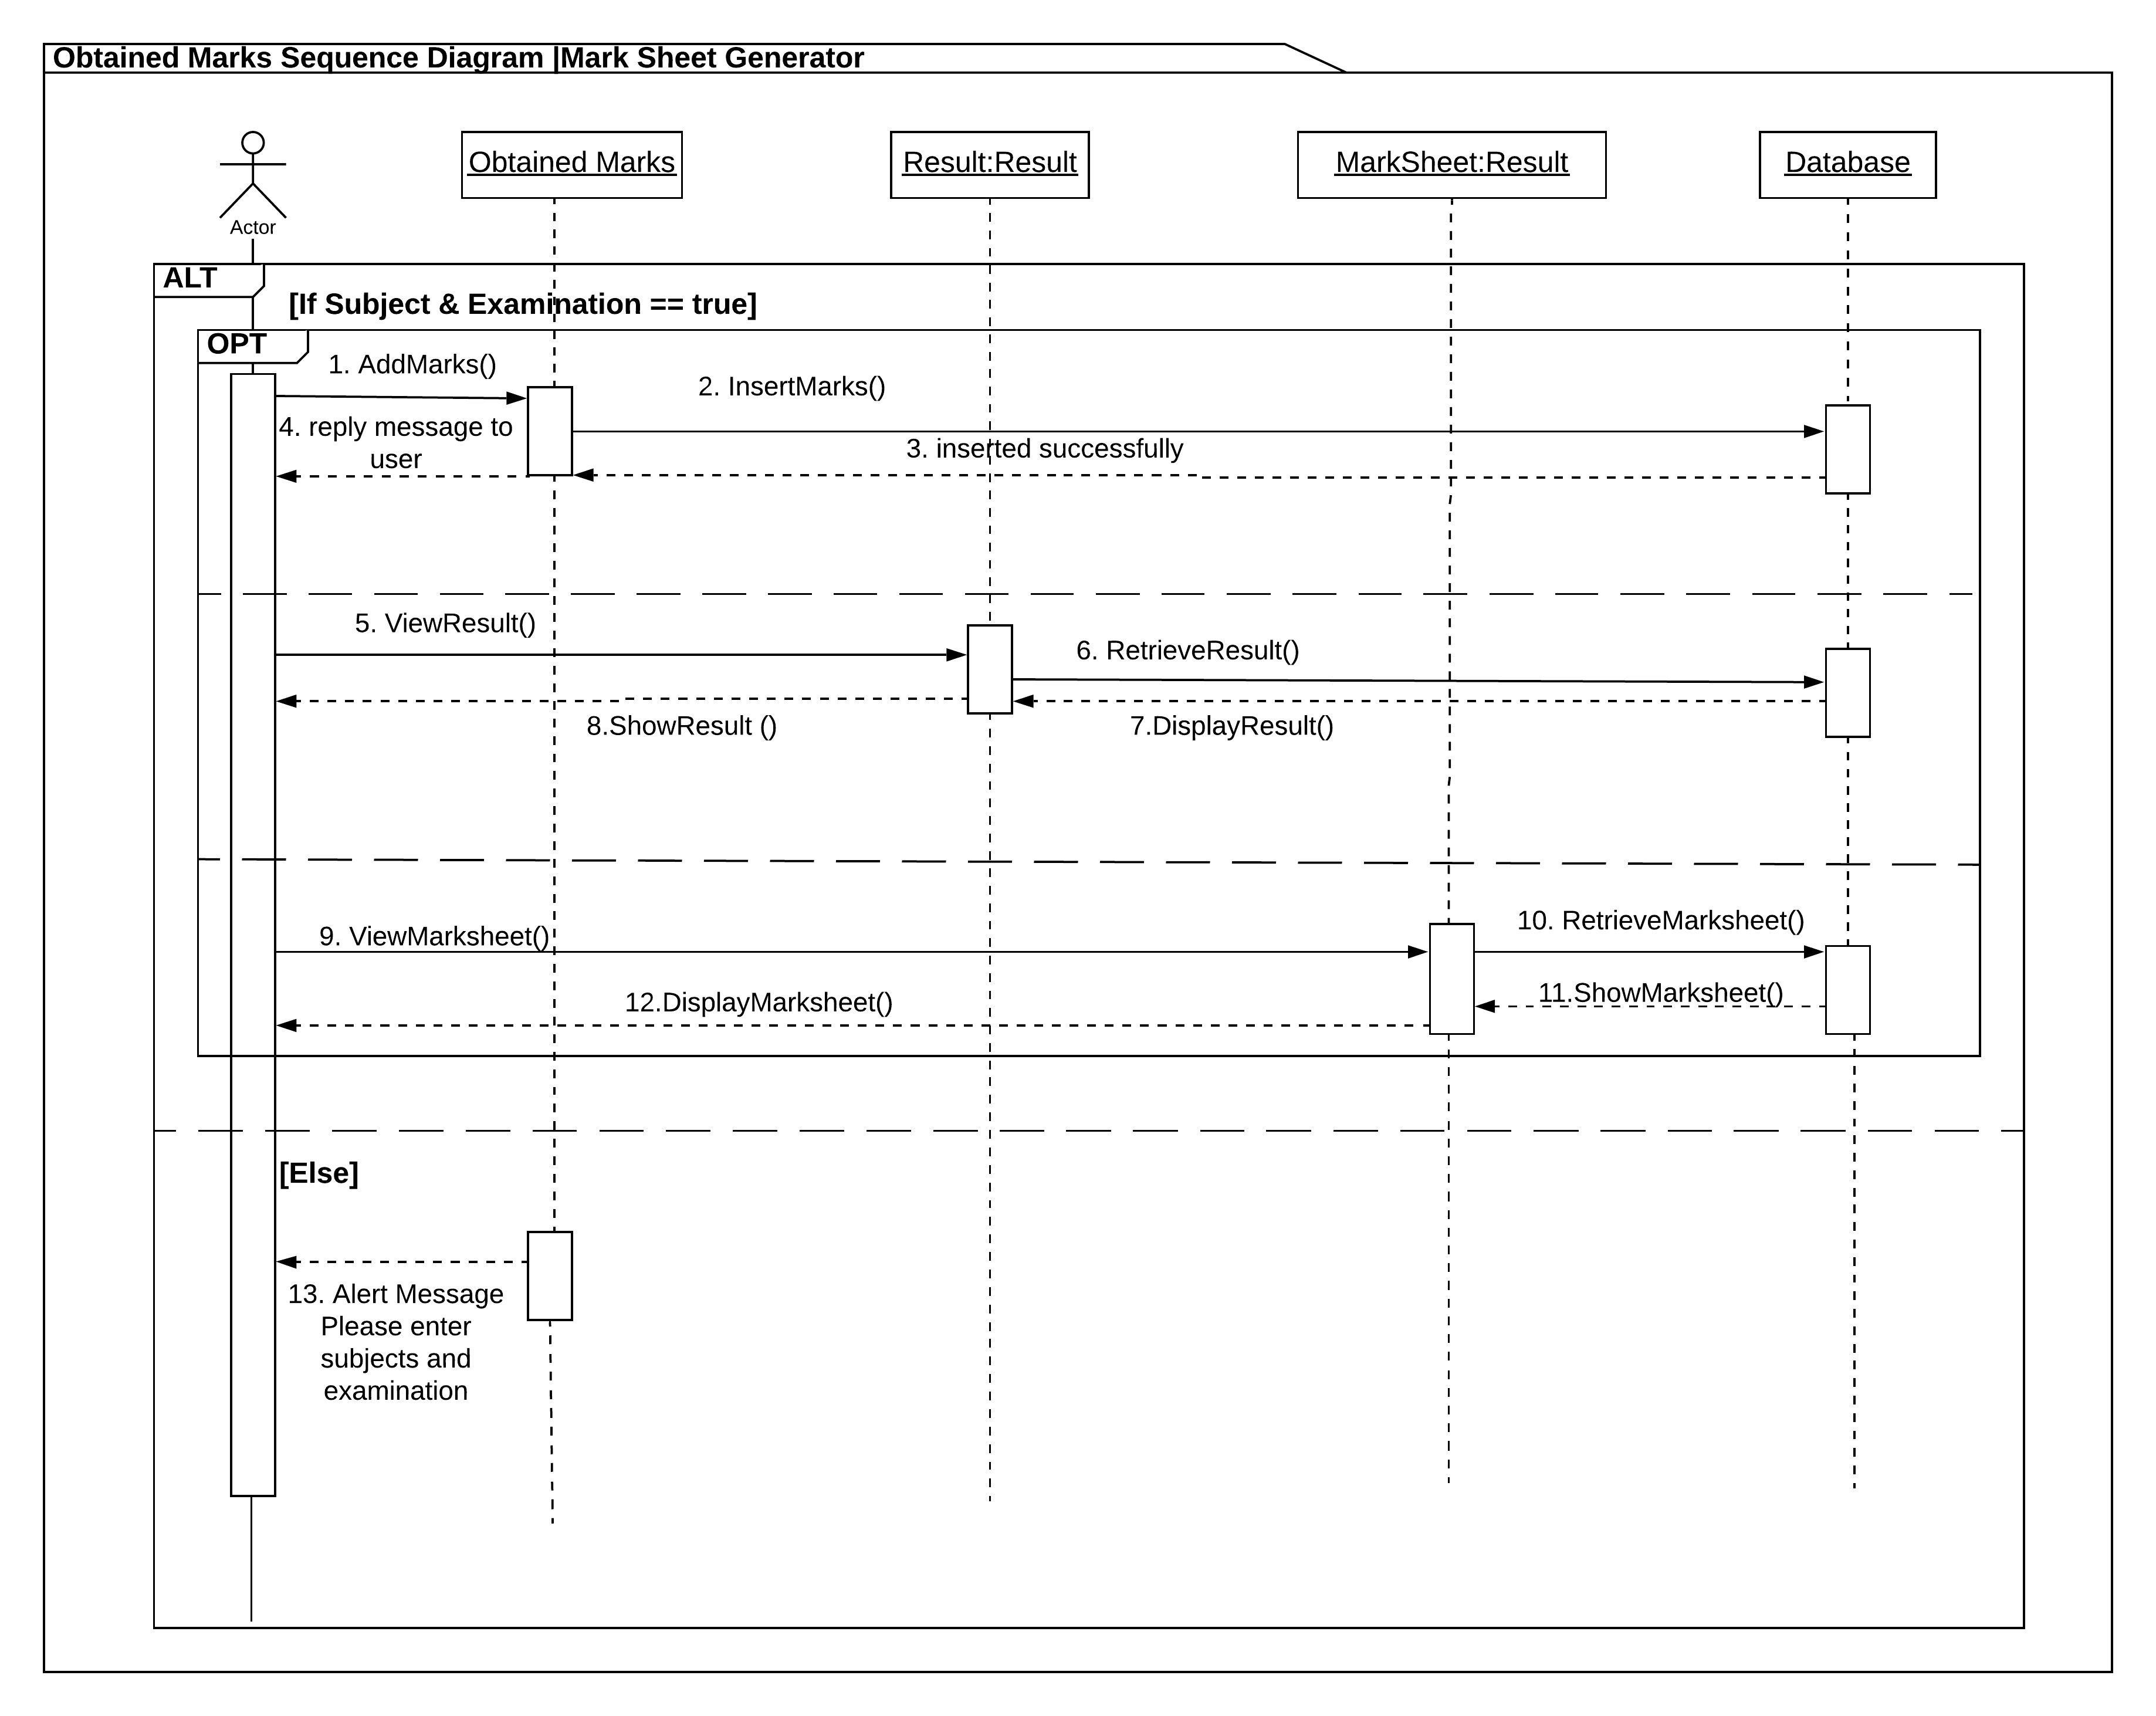 Obtained Marks Sequence Diagram |Mark Sheet Generator
Actor
Obtained Marks
Result:Result
MarkSheet:Result
Database
ALT
[If Subject & Examination == true]
OPT
1. AddMarks()
2. InsertMarks()
4. reply message to
user
3. inserted successfully
5. ViewResult()
6. RetrieveResult()
8.ShowResult ()
7.DisplayResult()
9. ViewMarksheet()
10. RetrieveMarksheet()
11.ShowMarksheet()
12.DisplayMarksheet()
[Else]
13. Alert Message
Please enter
subjects and
examination